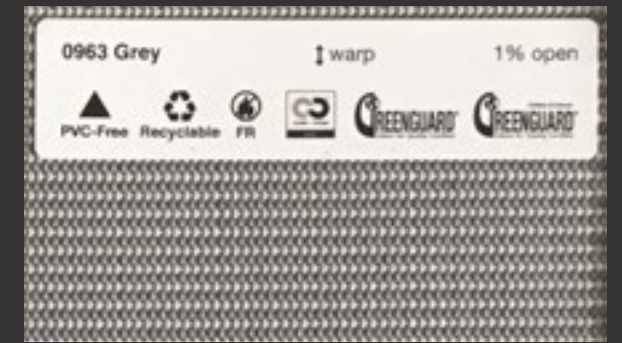 0963 Grey
↕ warp
1% open
PVC-Free
Recyclable
FR
GREENGUARD
GREENGUARD